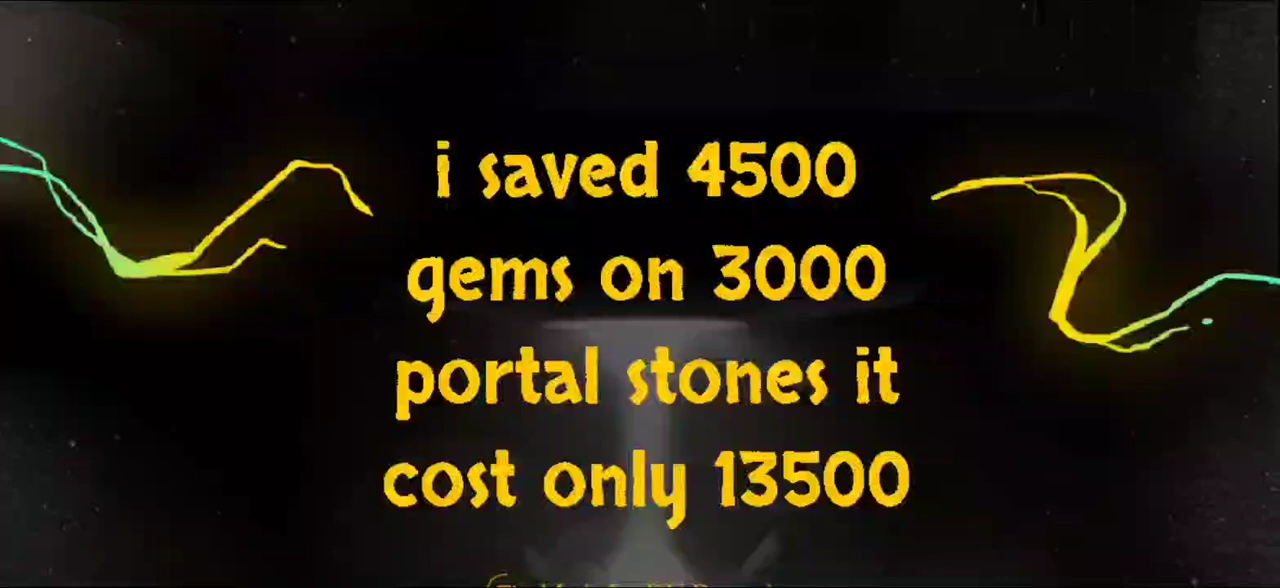 i saved 4500
gems on 3000
portal stones it
cost only 13500